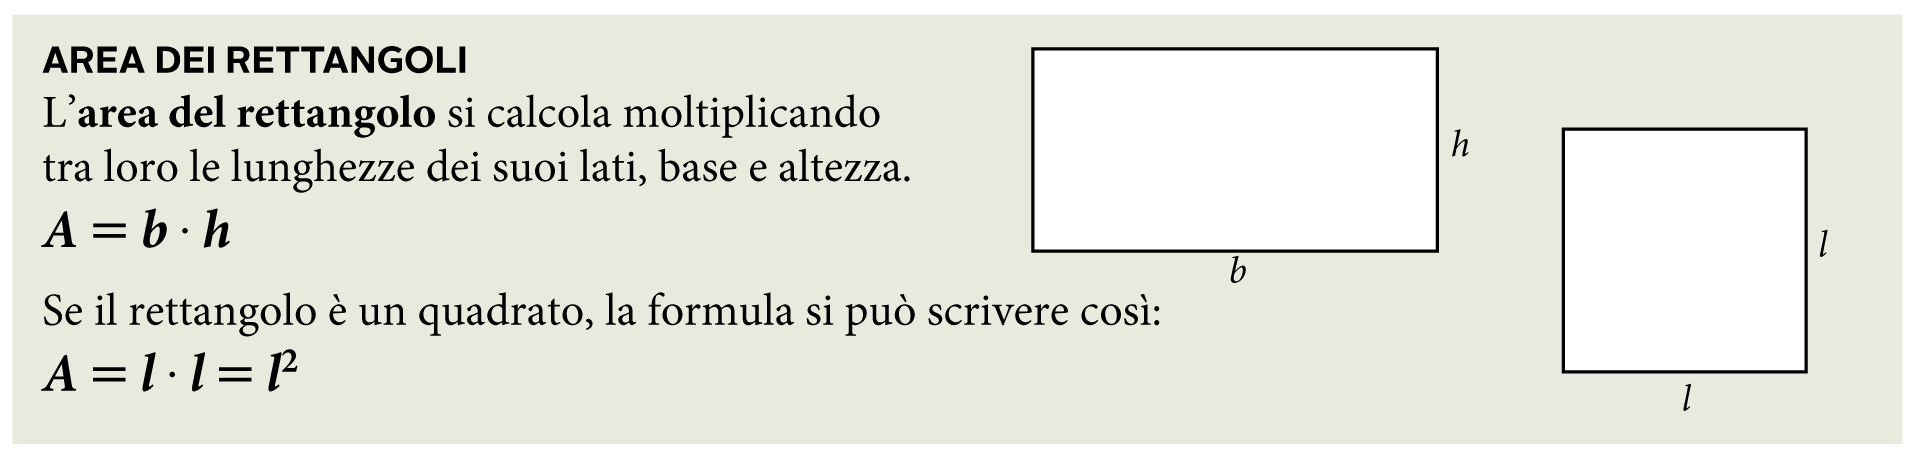 AREA DEI RETTANGOLI
L’area del rettangolo si calcola moltiplicando
tra loro le lunghezze dei suoi lati, base e altezza.
A = b · h
Se il rettangolo è un quadrato, la formula si può scrivere così:
A = l · l = l²
h
b
l
l